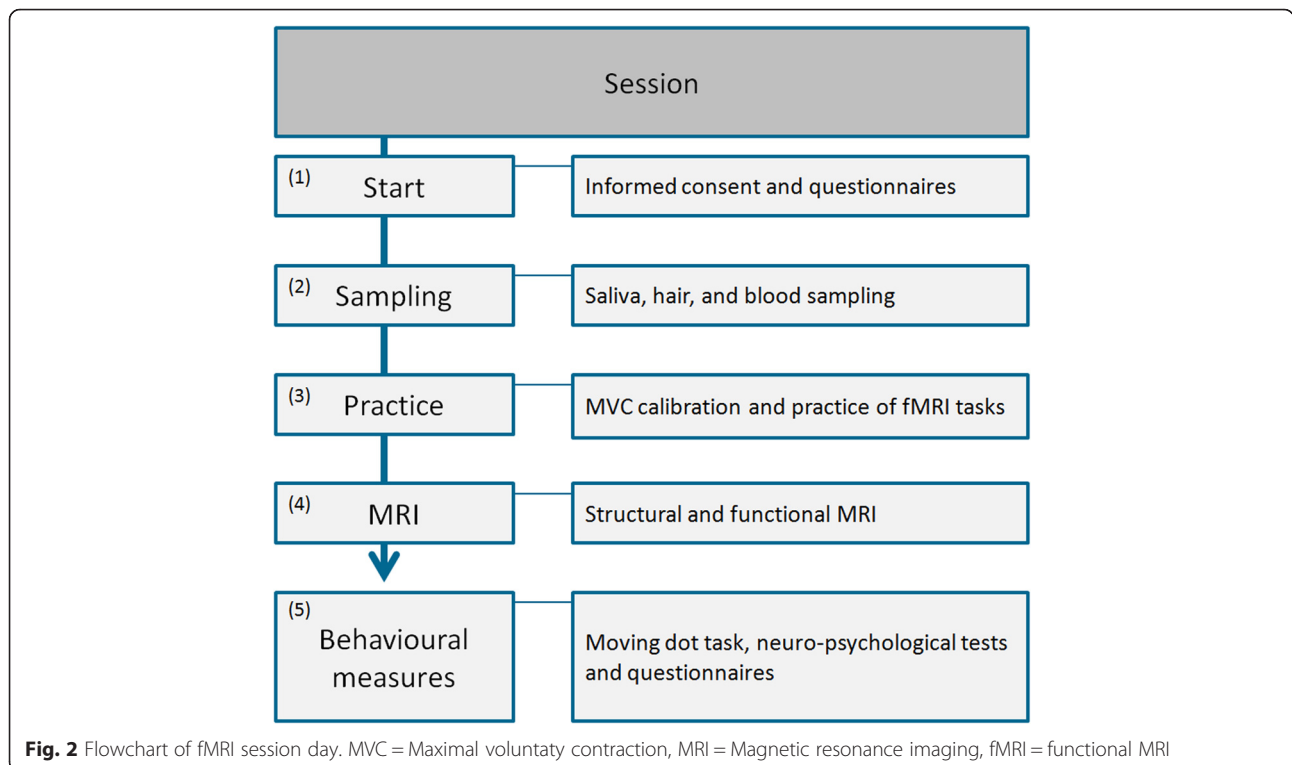 Session
(1) Start
Informed consent and questionnaires
(2) Sampling
Saliva, hair, and blood sampling
(3) Practice
MVC calibration and practice of fMRI tasks
(4) MRI
Structural and functional MRI
(5)
Behavioural
measures
Moving dot task, neuro-psychological tests
and questionnaires
Fig. 2 Flowchart of fMRI session day. MVC = Maximal voluntaty contraction, MRI = Magnetic resonance imaging, fMRI = functional MRI